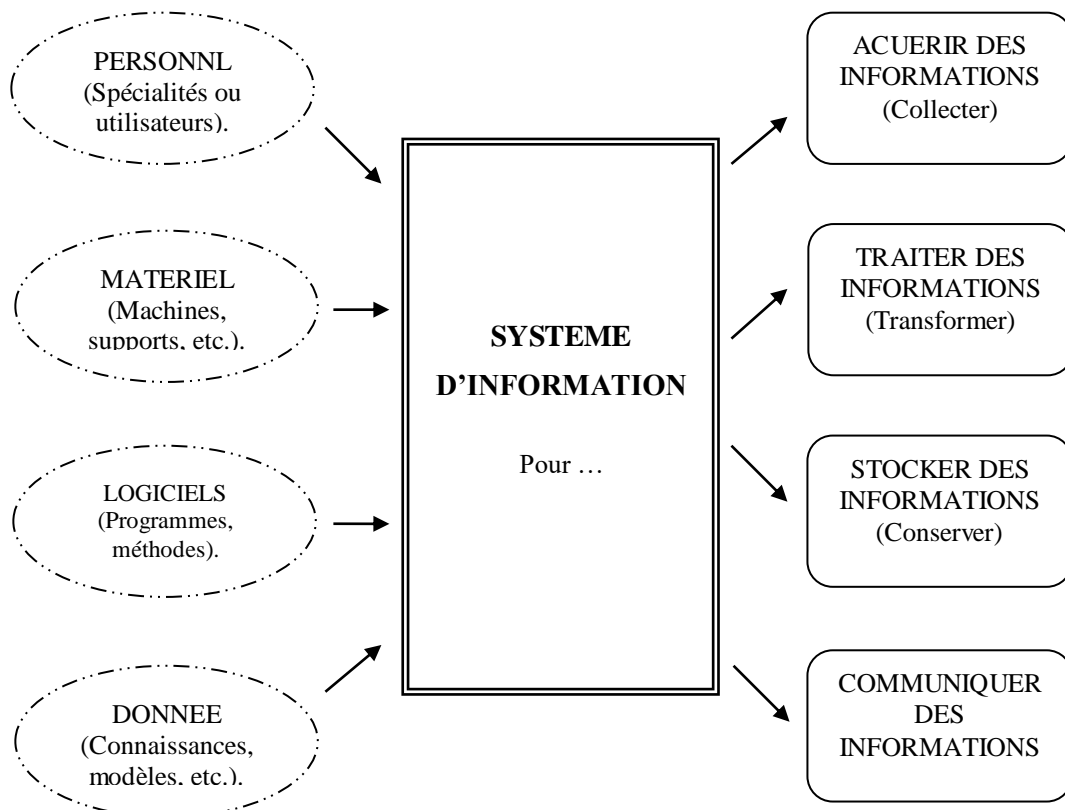 PERSONNL
(Spécialités ou
utilisateurs).
MATERIEL
(Machines,
supports, etc.).
LOGICIELS
(Programmes,
méthodes).
DONNEE
(Connaissances,
modèles, etc.).
SYSTEME
D’INFORMATION
Pour …
ACUERIR DES
INFORMATIONS
(Collecter)
TRAITER DES
INFORMATIONS
(Transformer)
STOCKER DES
INFORMATIONS
(Conserver)
COMMUNIQUER
DES
INFORMATIONS